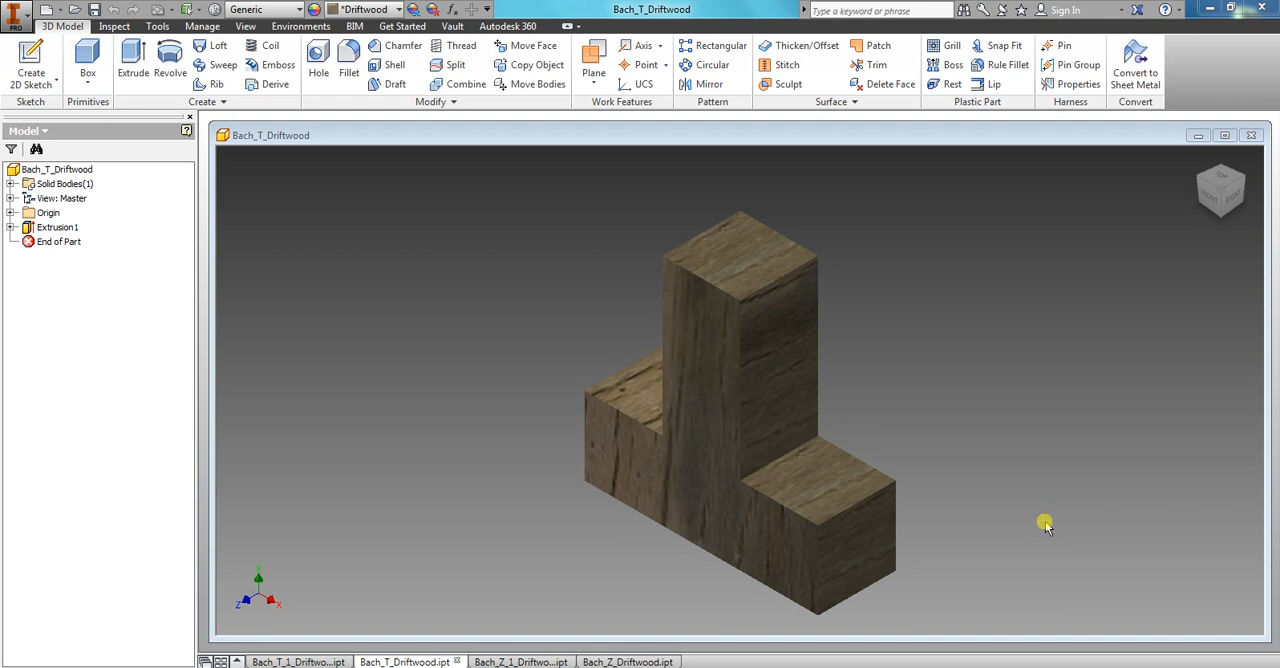 Generic *Driftwood Bach_T_Driftwood Type a keyword or phrase Sign In
PRO 3D Model Inspect Tools Manage View Environments BIM Get Started Vault Autodesk 360
Create 2D Sketch Box Extrude Revolve Loft Coil Hole Fillet Chamfer Thread Move Face Plane Axis Rectangular Thicken/Offset Patch Grill Snap Fit Pin Convert to Sheet Metal
Sweep Emboss Shell Split Copy Object Point Circular Stitch Trim Boss Rule Fillet Pin Group
Rib Derive Draft Combine Move Bodies UCS Mirror Sculpt Delete Face Rest Lip Properties
Sketch Primitives Create Modify Work Features Pattern Surface Plastic Part Harness Convert
Model
Bach_T_Driftwood
Bach_T_Driftwood
Solid Bodies(1)
View: Master
Origin
Extrusion1
End of Part
TOP
FRONT RIGHT
Y
Z X
Bach_T_1_Driftwo...ipt Bach_T_Driftwood.ipt Bach_Z_1_Driftwo...ipt Bach_Z_Driftwood.ipt